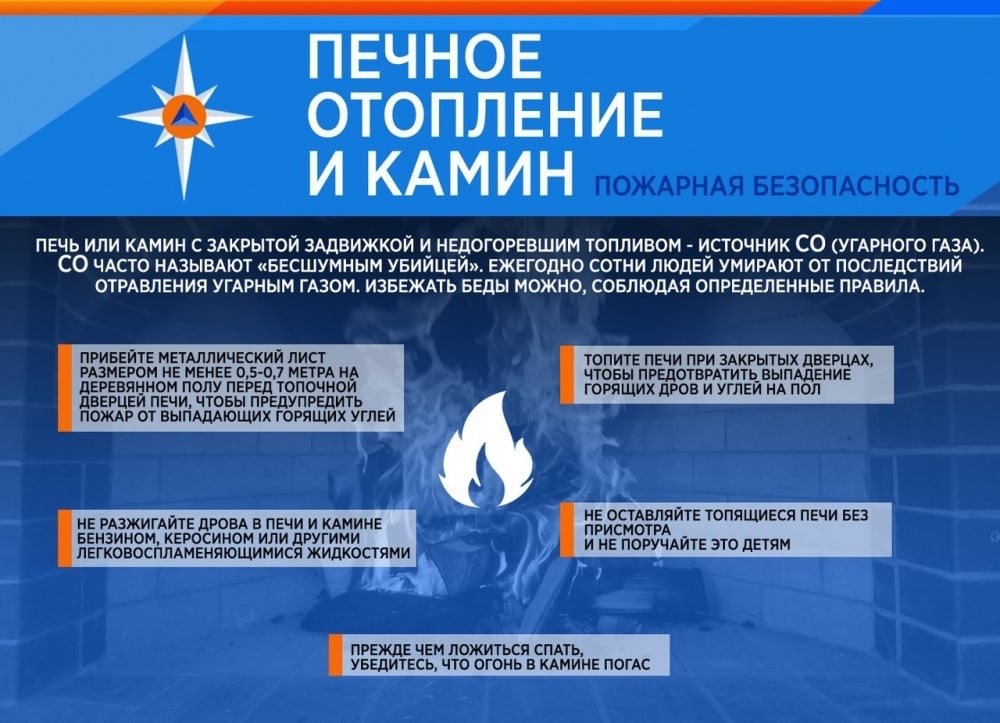 ПЕЧНОЕ
ОТОПЛЕНИЕ
И КАМИН
ПОЖАРНАЯ БЕЗОПАСНОСТЬ
ПЕЧЬ ИЛИ КАМИН С ЗАКРЫТОЙ ЗАДВИЖКОЙ И НЕДОГОРЕВШИМ ТОПЛИВОМ - ИСТОЧНИК СО (УГАРНОГО ГАЗА).
СО ЧАСТО НАЗЫВАЮТ «БЕСШУМНЫМ УБИЙЦЕЙ». ЕЖЕГОДНО СОТНИ ЛЮДЕЙ УМИРАЮТ ОТ ПОСЛЕДСТВИЙ
ОТРАВЛЕНИЯ УГАРНЫМ ГАЗОМ. ИЗБЕЖАТЬ БЕДЫ МОЖНО, СОБЛЮДАЯ ОПРЕДЕЛЕННЫЕ ПРАВИЛА.
ПРИБЕЙТЕ МЕТАЛЛИЧЕСКИЙ ЛИСТ
РАЗМЕРОМ НЕ МЕНЕЕ 0,5-0,7 МЕТРА НА
ДЕРЕВЯННОМ ПОЛУ ПЕРЕД ТОПОЧНОЙ
ДВЕРЦЕЙ ПЕЧИ, ЧТОБЫ ПРЕДУПРЕДИТЬ
ПОЖАР ОТ ВЫПАДАЮЩИХ ГОРЯЩИХ УГЛЕЙ
ТОПИТЕ ПЕЧИ ПРИ ЗАКРЫТЫХ ДВЕРЦАХ,
ЧТОБЫ ПРЕДОТВРАТИТЬ ВЫПАДЕНИЕ
ГОРЯЩИХ ДРОВ И УГЛЕЙ НА ПОЛ
НЕ РАЗЖИГАЙТЕ ДРОВА В ПЕЧИ И КАМИНЕ
БЕНЗИНОМ, КЕРОСИНОМ ИЛИ ДРУГИМИ
ЛЕГКОВОСПЛАМЕНЯЮЩИМИСЯ ЖИДКОСТЯМИ
НЕ ОСТАВЛЯЙТЕ ТОПЯЩИЕСЯ ПЕЧИ БЕЗ
ПРИСМОТРА
И НЕ ПОРУЧАЙТЕ ЭТО ДЕТЯМ
ПРЕЖДЕ ЧЕМ ЛОЖИТЬСЯ СПАТЬ,
УБЕДИТЕСЬ, ЧТО ОГОНЬ В КАМИНЕ ПОГАС